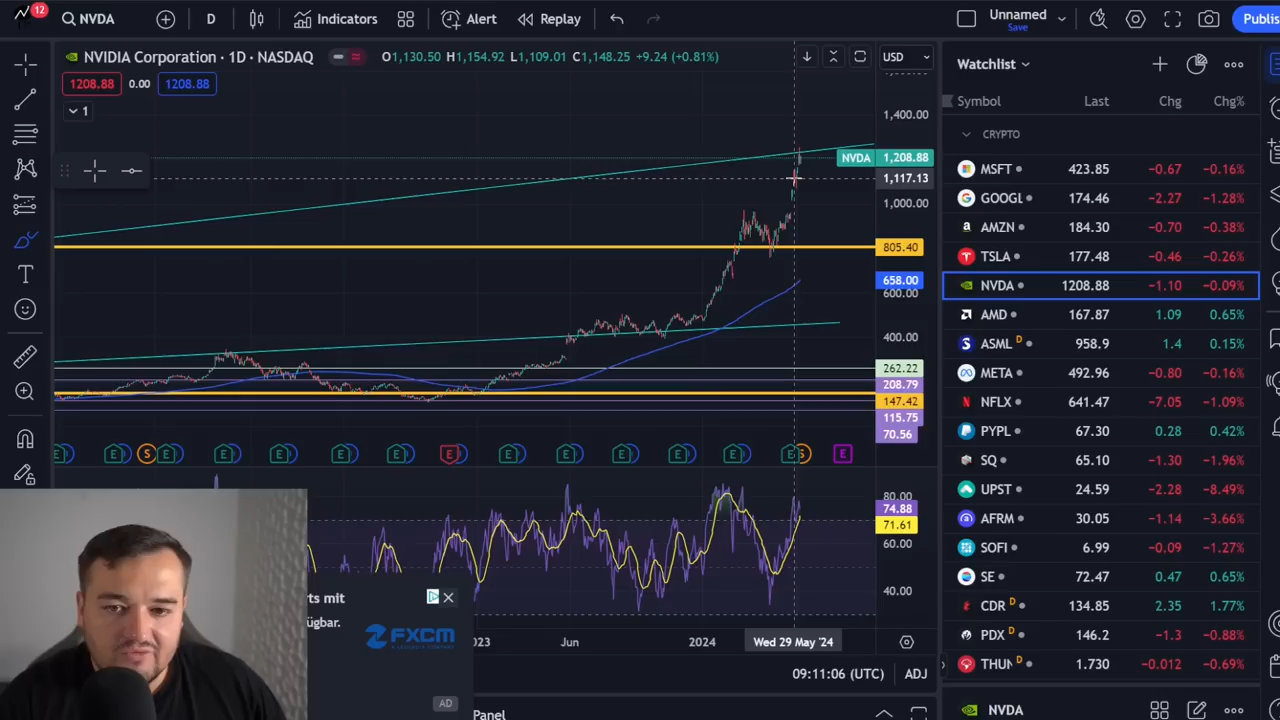 12
NVDA
D
Indicators
Alert
Replay
Unnamed
Save
Publis
NVIDIA Corporation · 1D · NASDAQ
O1,130.50 H1,154.92 L1,109.01 C1,148.25 +9.24 (+0.81%)
USD
1208.88
0.00
1208.88
1
1,400.00
NVDA 1,208.88
1,117.13
1,000.00
805.40
658.00
600.00
400.00
262.22
208.79
147.42
115.75
70.56
80.00
74.88
71.61
60.00
40.00
2023
Jun
2024
Wed 29 May '24
09:11:06 (UTC)
ADJ
Panel
ts mit
fügbar.
FXCM
AD
Watchlist
Symbol Last Chg Chg%
CRYPTO
MSFT 423.85 −0.67 −0.16%
GOOGL 174.46 −2.27 −1.28%
AMZN 184.30 −0.70 −0.38%
TSLA 177.48 −0.46 −0.26%
NVDA 1208.88 −1.10 −0.09%
AMD 167.87 1.09 0.65%
ASML D 958.9 1.4 0.15%
META 492.96 −0.80 −0.16%
NFLX 641.47 −7.05 −1.09%
PYPL 67.30 0.28 0.42%
SQ 65.10 −1.30 −1.96%
UPST 24.59 −2.28 −8.49%
AFRM 30.05 −1.14 −3.66%
SOFI 6.99 −0.09 −1.27%
SE 72.47 0.47 0.65%
CDR D 134.85 2.35 1.77%
PDX D 146.2 −1.3 −0.88%
THUN D 1.730 −0.012 −0.69%
NVDA